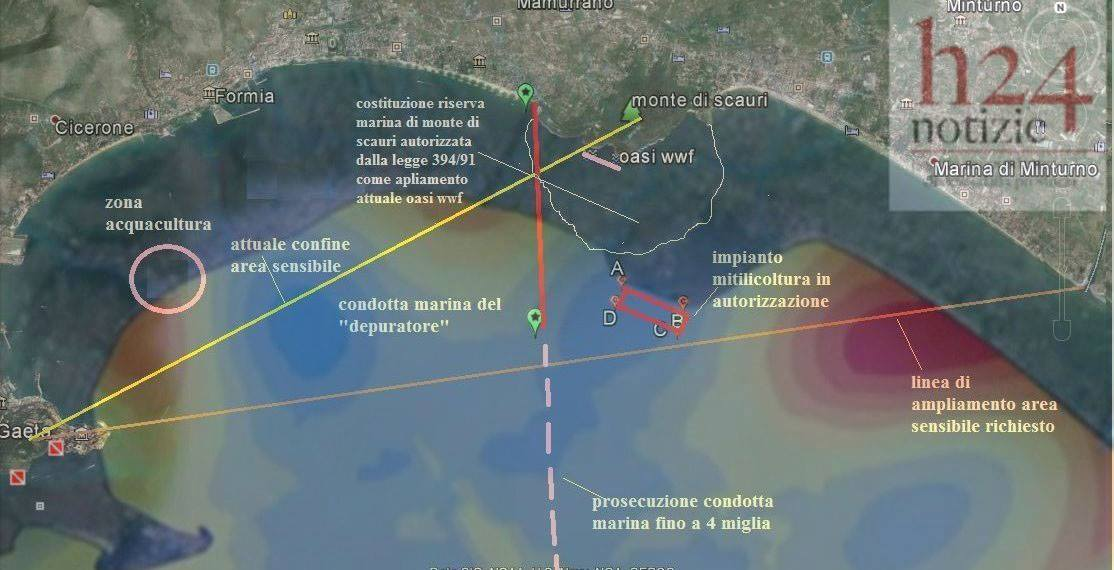 Mamurrano
Minturno
N
h24
notizie
Formia
Cicerone
costituzione riserva
marina di monte di
scauri autorizzata
dalla legge 394/91
come apliamento
attuale oasi wwf
monte di scauri
oasi wwf
Marina di Minturno
zona
acquacultura
attuale confine
area sensibile
condotta marina del
"depuratore"
impianto
mitilicoltura in
autorizzazione
A
D
C
B
linea di
ampliamento area
sensibile richiesto
Gaeta
prosecuzione condotta
marina fino a 4 miglia